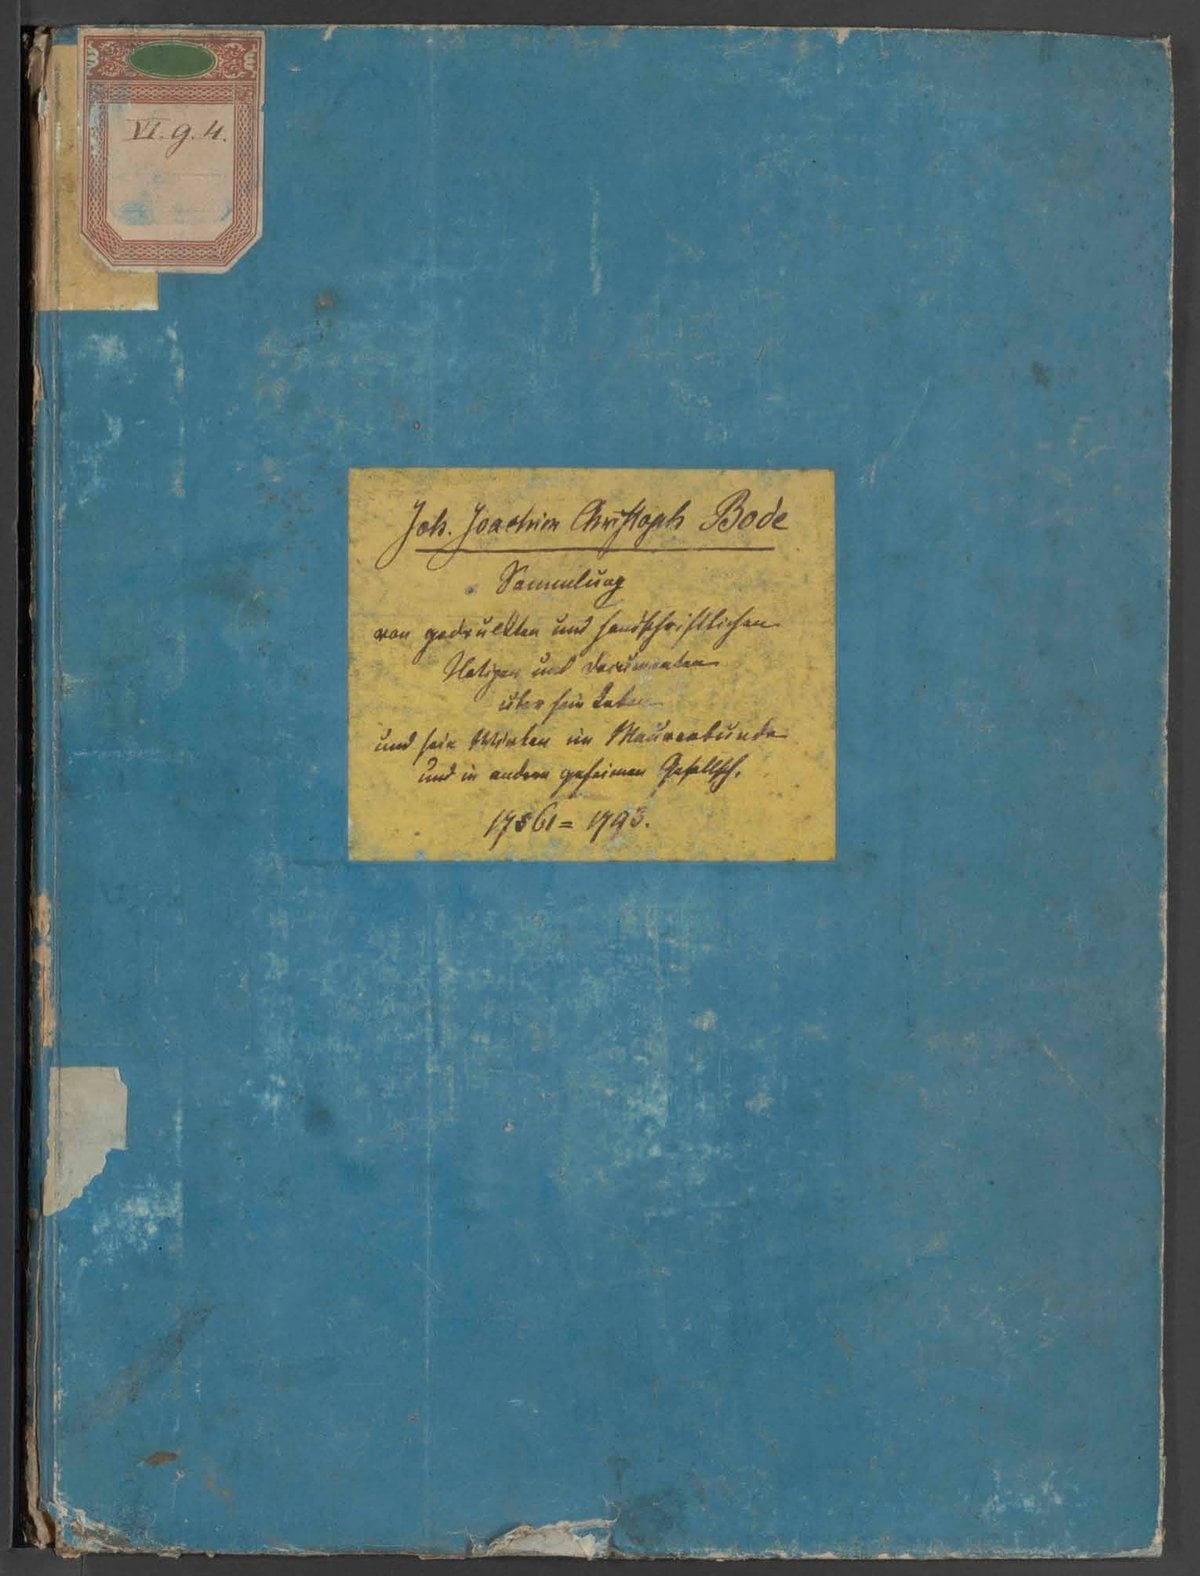 VI. g. 4.
Joh. Joachim Christoph Bode
Sammlung
von gedruckten und handschriftlichen
Notizen und Documenten
über sein Leben
und sein Wirken im Maurerbunde
und in andern geheimen Gesellsch.
1761 = 1793.